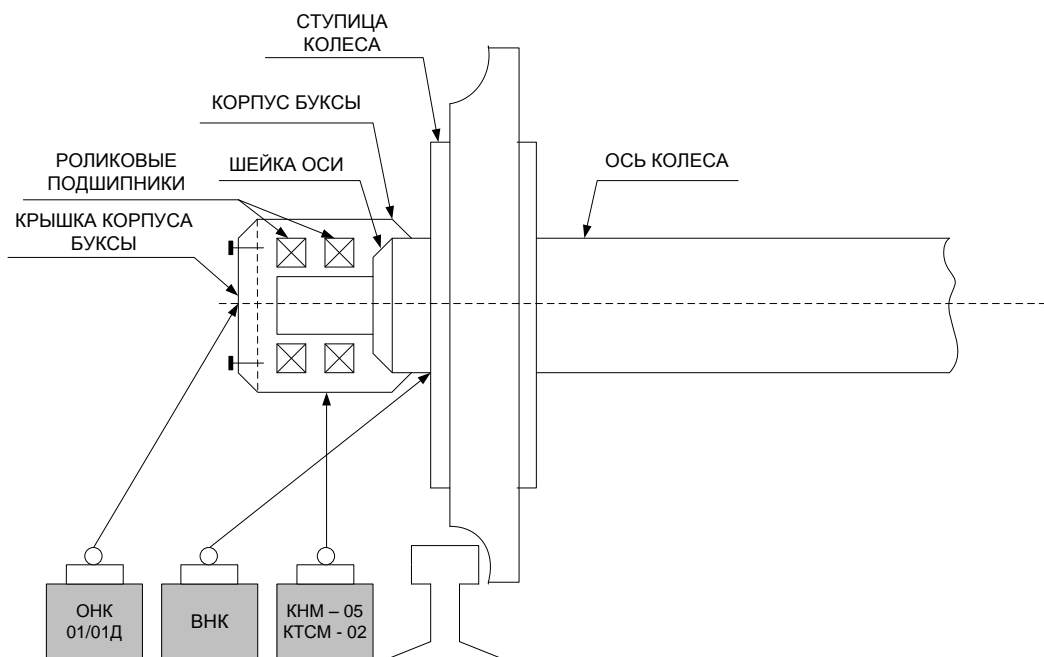 СТУПИЦА
КОЛЕСА
КОРПУС БУКСЫ
РОЛИКОВЫЕ
ПОДШИПНИКИ
ШЕЙКА ОСИ
ОСЬ КОЛЕСА
КРЫШКА КОРПУСА
БУКСЫ
ОНК
01/01Д
ВНК
КНМ – 05
КТСМ - 02